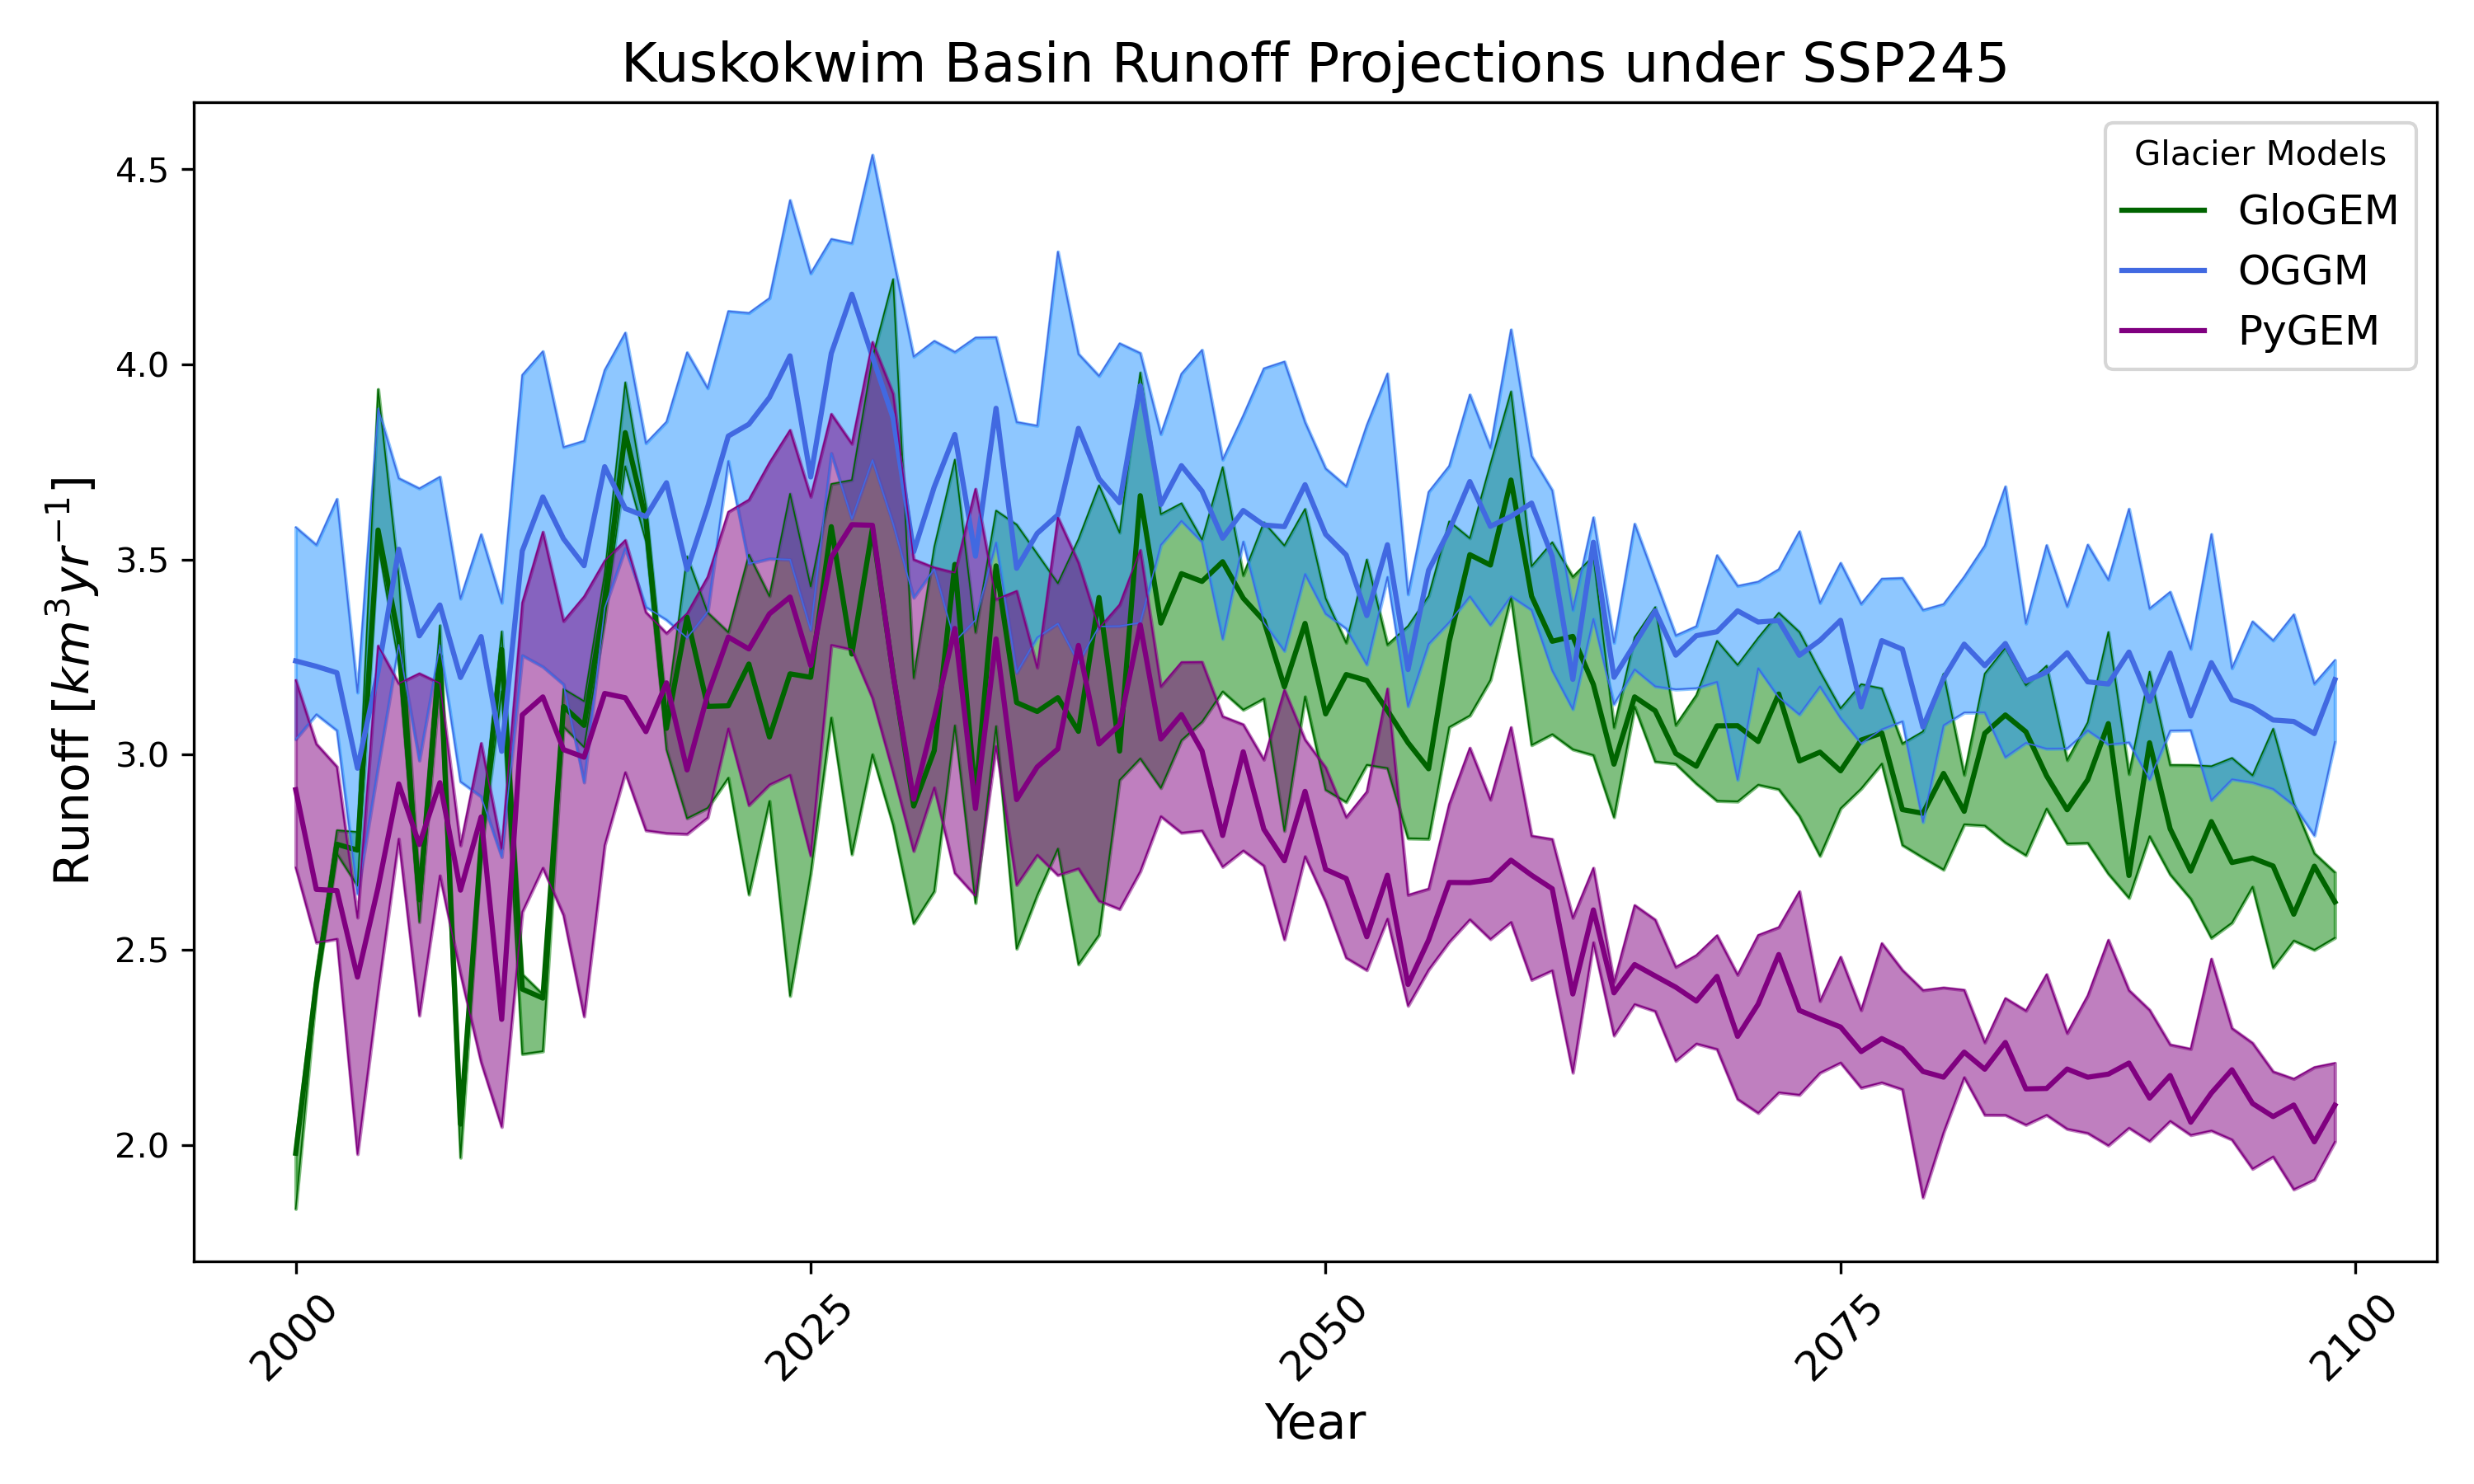 Kuskokwim Basin Runoff Projections under SSP245
Glacier Models
GloGEM
OGGM
PyGEM
Runoff [km³yr⁻¹]
4.5
4.0
3.5
3.0
2.5
2.0
2000
2025
2050
2075
2100
Year